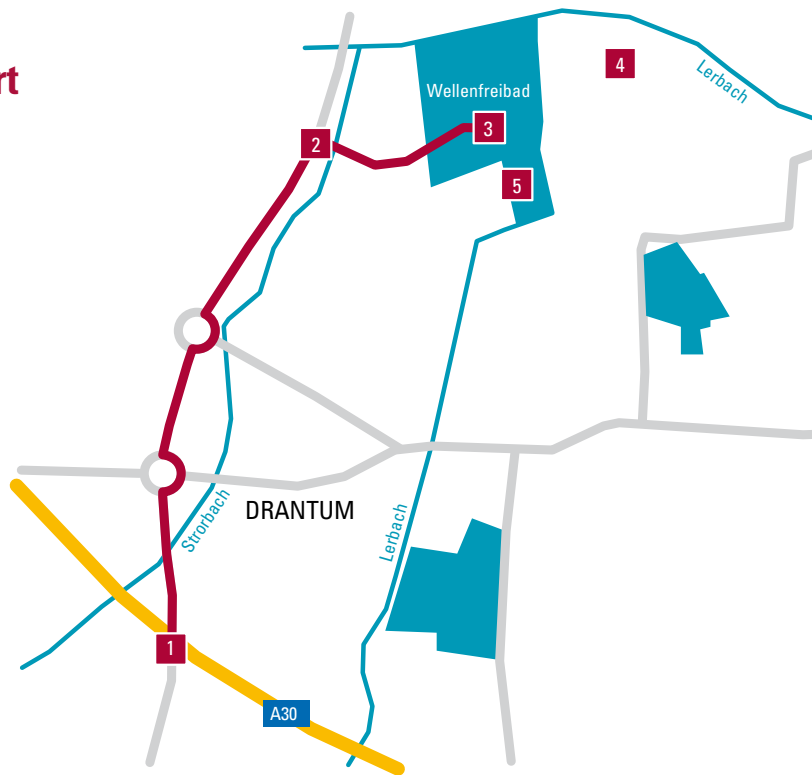 rt
Wellenfreibad
4
Lerbach
2
3
5
Strorbach
DRANTUM
Lerbach
1
A30